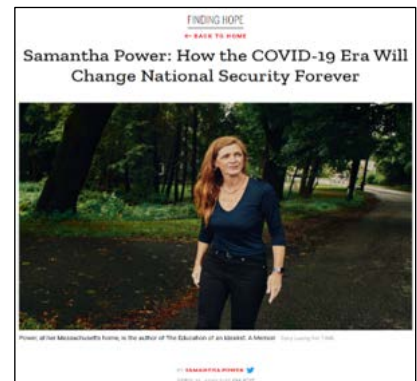 FINDING HOPE
BACK TO HOME
Samantha Power: How the COVID-19 Era Will
Change National Security Forever
Power, at her Massachusetts home, is the author of 'The Education of an Idealist: A Memoir
BY SAMANTHA POWER